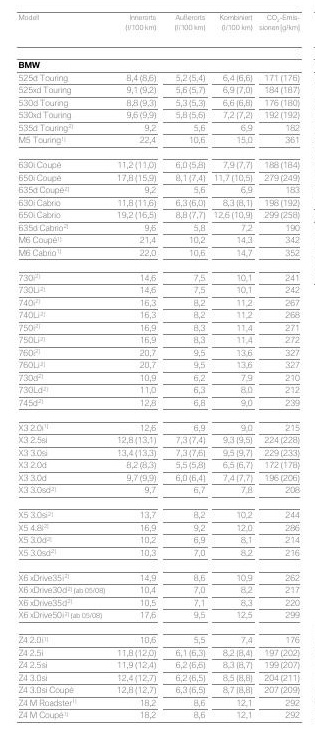 Modell Innerorts Außerorts Kombiniert CO₂-Emis-
(l/100 km) (l/100 km) (l/100 km) sionen [g/km]
BMW
525d Touring 8,4 (8,6) 5,2 (5,4) 6,4 (6,6) 171 (176)
525xd Touring 9,1 (9,2) 5,6 (5,7) 6,9 (7,0) 184 (187)
530d Touring 8,8 (9,3) 5,3 (5,3) 6,6 (6,8) 176 (180)
530xd Touring 9,6 (9,9) 5,8 (5,6) 7,2 (7,2) 192 (192)
535d Touring²⁾ 9,2 5,6 6,9 182
M5 Touring¹⁾ 22,4 10,6 15,0 361
630i Coupé 11,2 (11,0) 6,0 (5,8) 7,9 (7,7) 188 (184)
650i Coupé 17,8 (15,9) 8,1 (7,4) 11,7 (10,5) 279 (249)
635d Coupé²⁾ 9,2 5,6 6,9 183
630i Cabrio 11,8 (11,6) 6,3 (6,0) 8,3 (8,1) 198 (192)
650i Cabrio 19,2 (16,5) 8,8 (7,7) 12,6 (10,9) 299 (258)
635d Cabrio²⁾ 9,6 5,8 7,2 190
M6 Coupé¹⁾ 21,4 10,2 14,3 342
M6 Cabrio¹⁾ 22,0 10,6 14,7 352
730i²⁾ 14,6 7,5 10,1 241
730Li²⁾ 14,6 7,5 10,1 242
740i²⁾ 16,3 8,2 11,2 267
740Li²⁾ 16,3 8,2 11,2 268
750i²⁾ 16,9 8,3 11,4 271
750Li²⁾ 16,9 8,3 11,4 272
760i²⁾ 20,7 9,5 13,6 327
760Li²⁾ 20,7 9,5 13,6 327
730d²⁾ 10,9 6,2 7,9 210
730Ld²⁾ 11,0 6,3 8,0 212
745d²⁾ 12,8 6,8 9,0 239
X3 2.0i¹⁾ 12,6 6,9 9,0 215
X3 2.5si 12,8 (13,1) 7,3 (7,4) 9,3 (9,5) 224 (228)
X3 3.0si 13,4 (13,3) 7,3 (7,6) 9,5 (9,7) 229 (233)
X3 2.0d 8,2 (8,3) 5,5 (5,8) 6,5 (6,7) 172 (178)
X3 3.0d 9,7 (9,9) 6,0 (6,4) 7,4 (7,7) 196 (206)
X3 3.0sd²⁾ 9,7 6,7 7,8 208
X5 3.0si²⁾ 13,7 8,2 10,2 244
X5 4.8i²⁾ 16,9 9,2 12,0 286
X5 3.0d²⁾ 10,2 6,9 8,1 214
X5 3.0sd²⁾ 10,3 7,0 8,2 216
X6 xDrive35i²⁾ 14,9 8,6 10,9 262
X6 xDrive30d²⁾ (ab 05/08) 10,4 7,0 8,2 217
X6 xDrive35d²⁾ 10,5 7,1 8,3 220
X6 xDrive50i²⁾ (ab 05/08) 17,6 9,5 12,5 299
Z4 2.0i¹⁾ 10,6 5,5 7,4 176
Z4 2.5i 11,8 (12,0) 6,1 (6,3) 8,2 (8,4) 197 (202)
Z4 2.5si 11,9 (12,4) 6,2 (6,6) 8,3 (8,7) 199 (207)
Z4 3.0si 12,4 (12,7) 6,2 (6,5) 8,5 (8,8) 204 (211)
Z4 3.0si Coupé 12,8 (12,7) 6,3 (6,5) 8,7 (8,8) 207 (209)
Z4 M Roadster¹⁾ 18,2 8,6 12,1 292
Z4 M Coupé¹⁾ 18,2 8,6 12,1 292